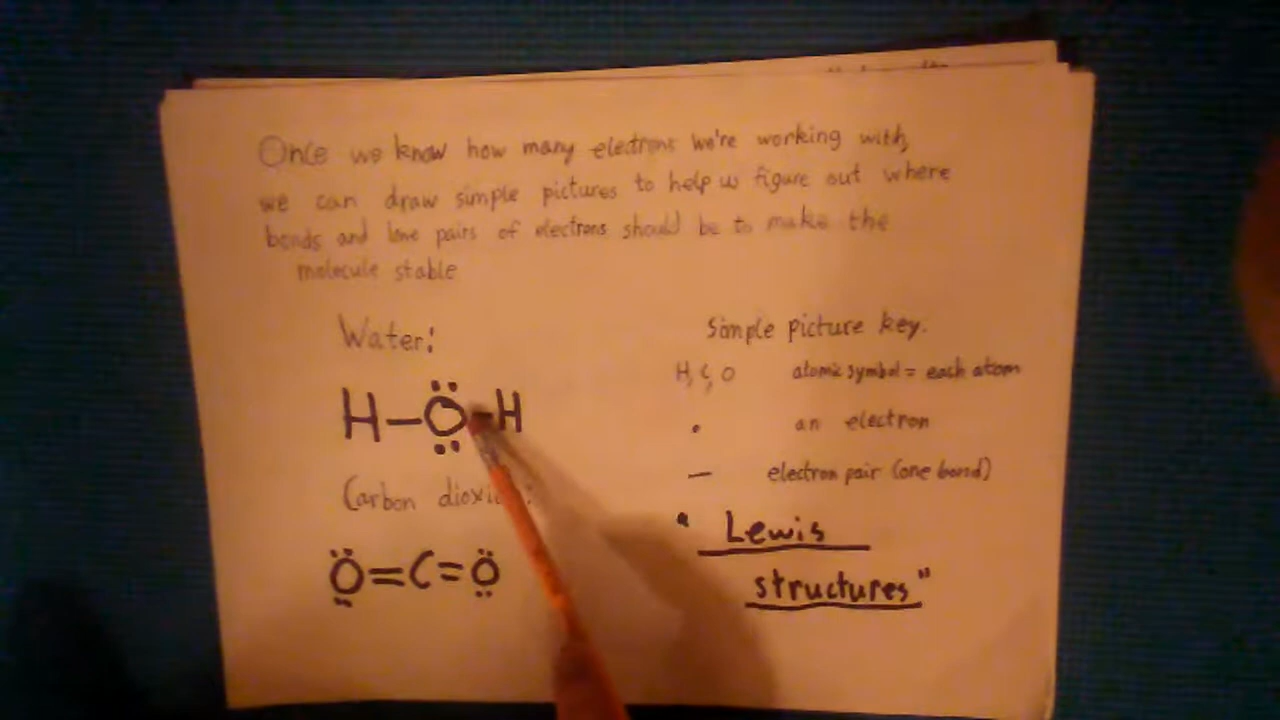 Once we know how many electrons we're working with,
we can draw simple pictures to help us figure out where
bonds and lone pairs of electrons should be to make the
molecule stable
Water:
H–Ö–H
Carbon dioxi :
O=C=O
Simple picture key.
H, C, O atomic symbol = each atom
• an electron
— electron pair (one bond)
" Lewis
structures"